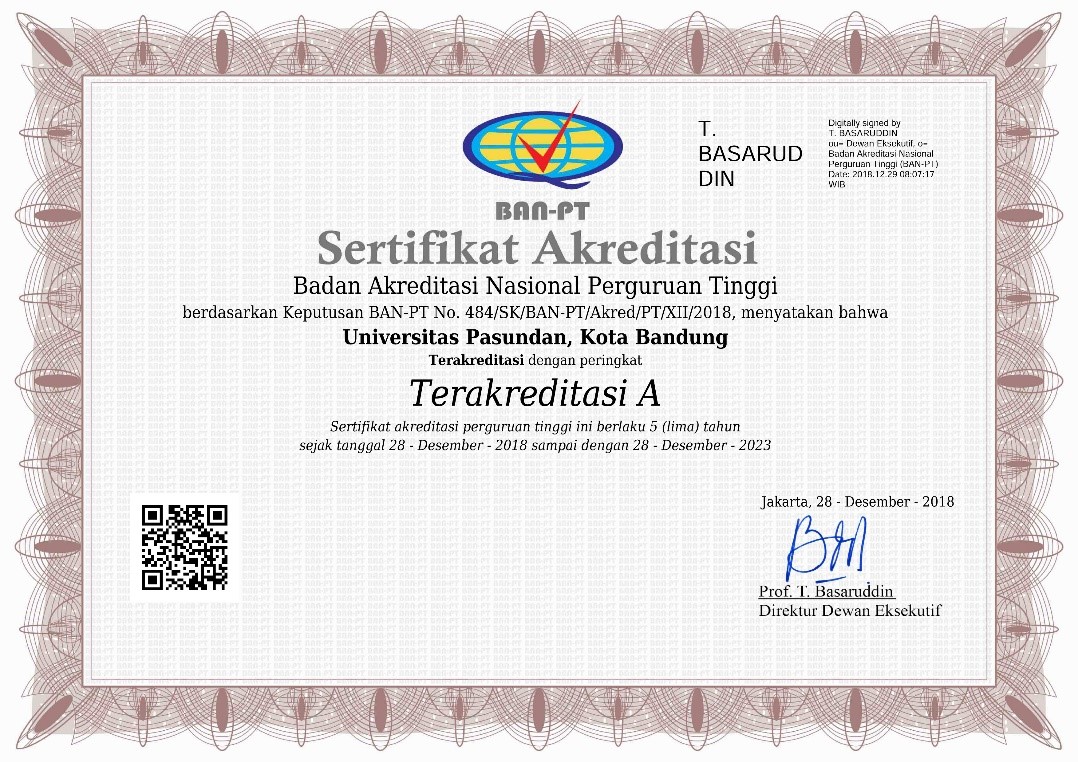 BAN-PT
T.
BASARUD
DIN
Digitally signed by
T. BASARUDDIN
ou= Dewan Eksekutif, o=
Badan Akreditasi Nasional
Perguruan Tinggi (BAN-PT)
Date: 2018.12.29 08:07:17
WIB
Sertifikat Akreditasi
Badan Akreditasi Nasional Perguruan Tinggi
berdasarkan Keputusan BAN-PT No. 484/SK/BAN-PT/Akred/PT/XII/2018, menyatakan bahwa
Universitas Pasundan, Kota Bandung
Terakreditasi dengan peringkat
Terakreditasi A
Sertifikat akreditasi perguruan tinggi ini berlaku 5 (lima) tahun
sejak tanggal 28 - Desember - 2018 sampai dengan 28 - Desember - 2023
Jakarta, 28 - Desember - 2018
Prof. T. Basaruddin
Direktur Dewan Eksekutif